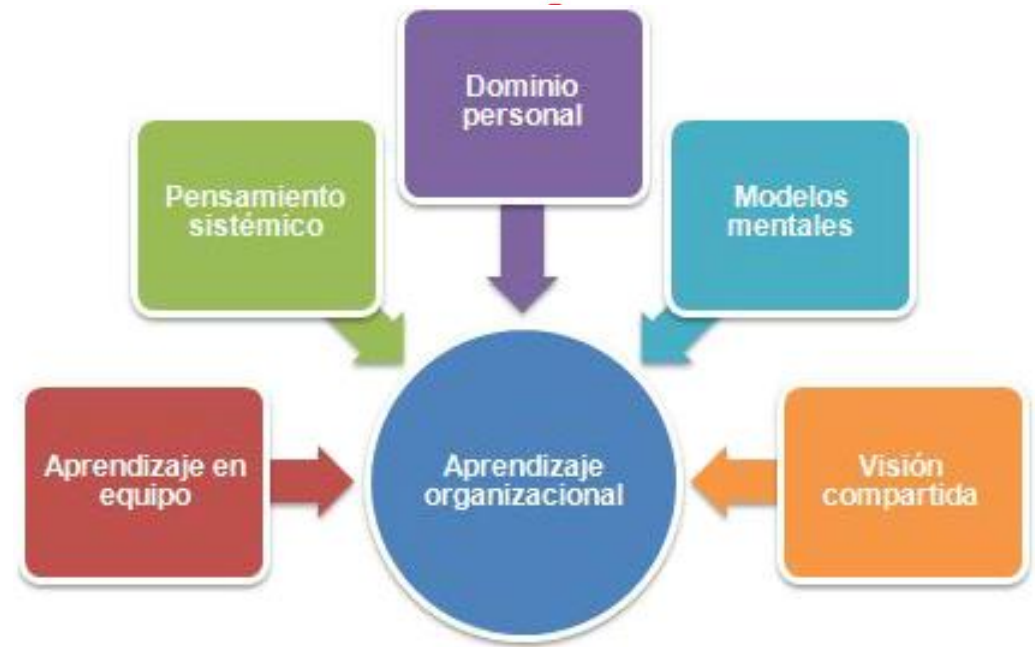 Dominio
personal
Pensamiento
sistémico
Modelos
mentales
Aprendizaje en
equipo
Aprendizaje
organizacional
Visión
compartida